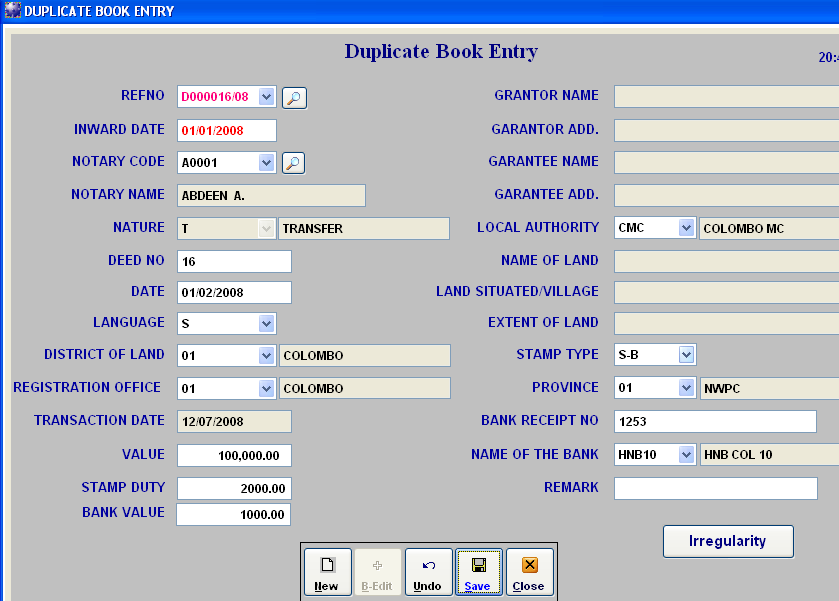 DUPLICATE BOOK ENTRY
Duplicate Book Entry
20:
REFNO D000016/08
INWARD DATE 01/01/2008
NOTARY CODE A0001
NOTARY NAME ABDEEN A.
NATURE T TRANSFER
DEED NO 16
DATE 01/02/2008
LANGUAGE S
DISTRICT OF LAND 01 COLOMBO
REGISTRATION OFFICE 01 COLOMBO
TRANSACTION DATE 12/07/2008
VALUE 100,000.00
STAMP DUTY 2000.00
BANK VALUE 1000.00
GRANTOR NAME
GARANTOR ADD.
GARANTEE NAME
GARANTEE ADD.
LOCAL AUTHORITY CMC COLOMBO MC
NAME OF LAND
LAND SITUATED/VILLAGE
EXTENT OF LAND
STAMP TYPE S-B
PROVINCE 01 NWPC
BANK RECEIPT NO 1253
NAME OF THE BANK HNB10 HNB COL 10
REMARK
Irregularity
New B-Edit Undo Save Close